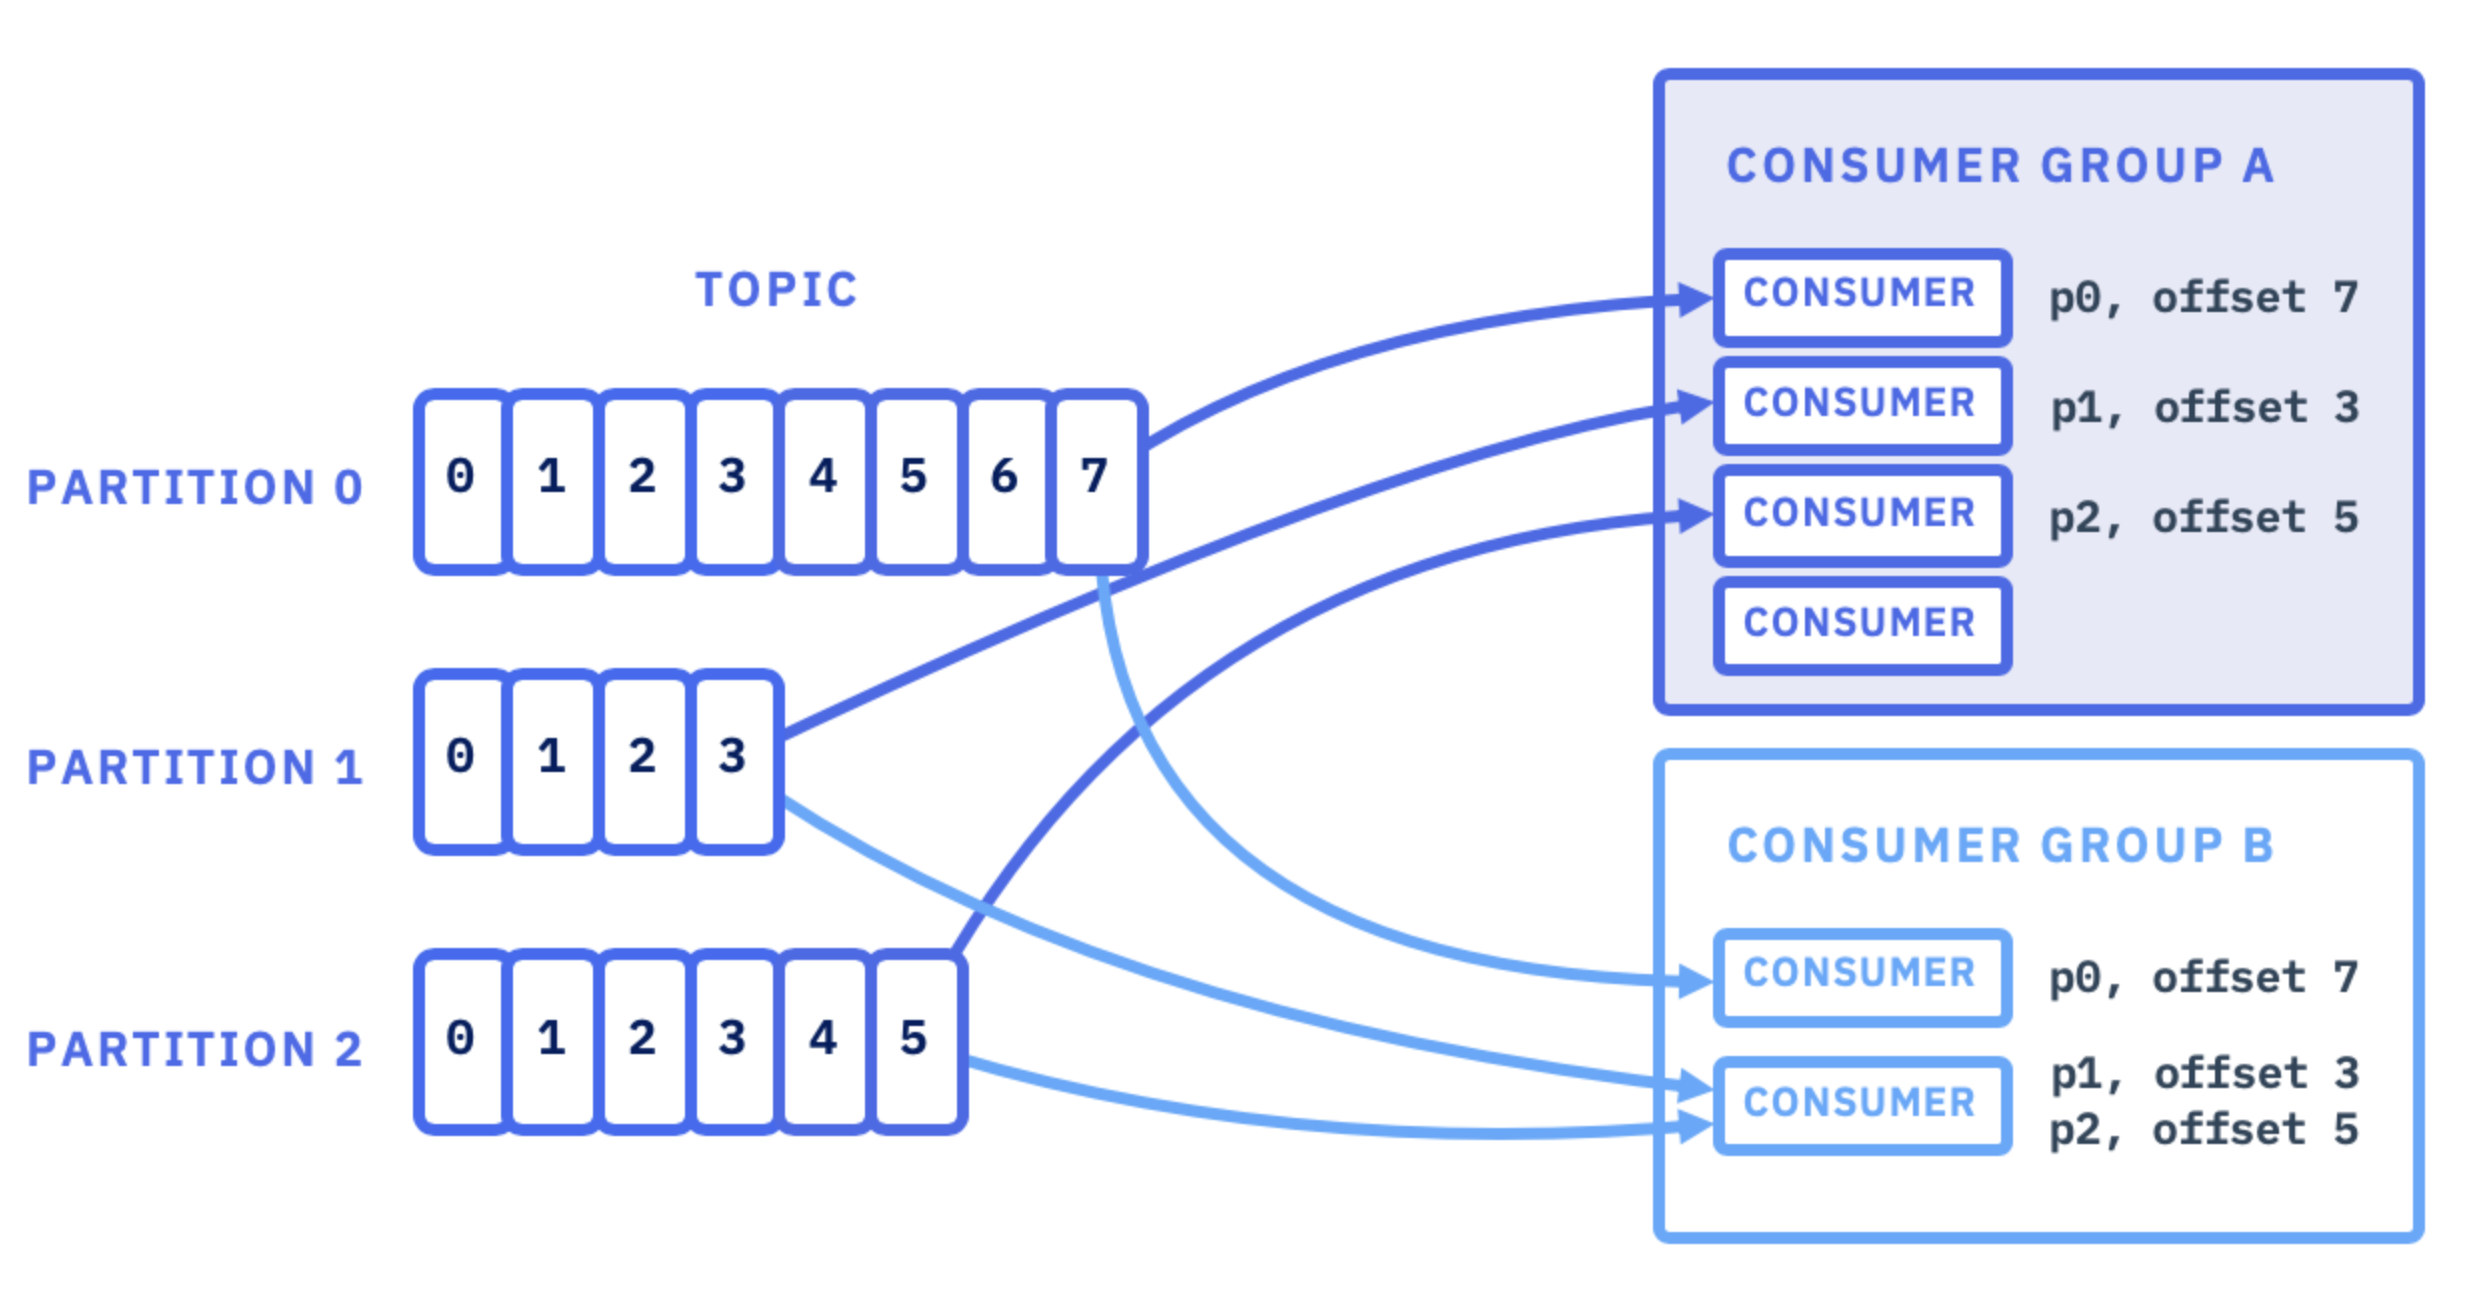 TOPIC
PARTITION 0
0 1 2 3 4 5 6 7
PARTITION 1
0 1 2 3
PARTITION 2
0 1 2 3 4 5
CONSUMER GROUP A
CONSUMER p0, offset 7
CONSUMER p1, offset 3
CONSUMER p2, offset 5
CONSUMER
CONSUMER GROUP B
CONSUMER p0, offset 7
CONSUMER p1, offset 3
p2, offset 5